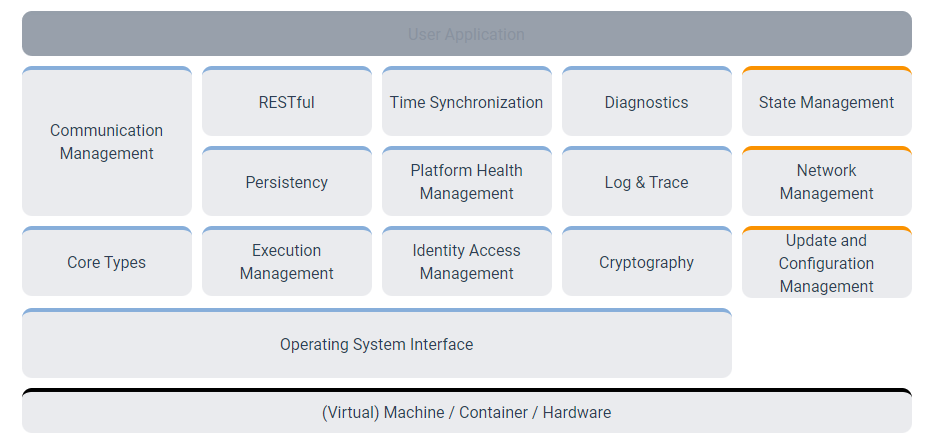 User Application
Communication
Management
RESTful
Time Synchronization
Diagnostics
State Management
Persistency
Platform Health
Management
Log & Trace
Network
Management
Core Types
Execution
Management
Identity Access
Management
Cryptography
Update and
Configuration
Management
Operating System Interface
(Virtual) Machine / Container / Hardware